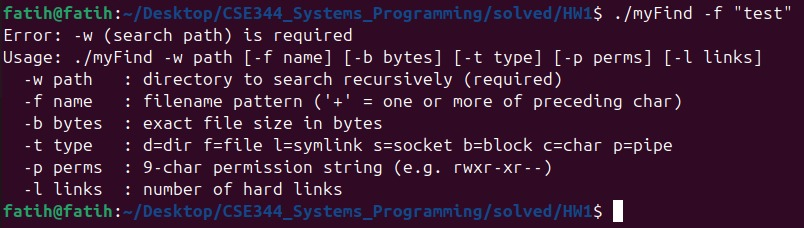 fatih@fatih:~/Desktop/CSE344_Systems_Programming/solved/HW1$ ./myFind -f "test"
Error: -w (search path) is required
Usage: ./myFind -w path [-f name] [-b bytes] [-t type] [-p perms] [-l links]
  -w path   : directory to search recursively (required)
  -f name   : filename pattern ('+' = one or more of preceding char)
  -b bytes  : exact file size in bytes
  -t type   : d=dir f=file l=symlink s=socket b=block c=char p=pipe
  -p perms  : 9-char permission string (e.g. rwxr-xr--)
  -l links  : number of hard links
fatih@fatih:~/Desktop/CSE344_Systems_Programming/solved/HW1$